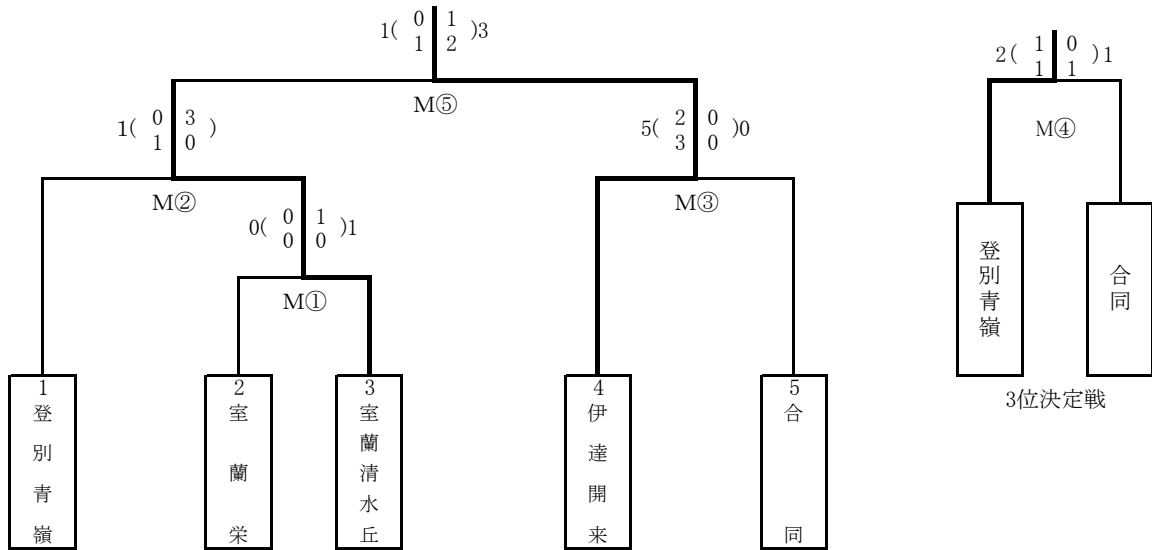 1( 0 1 )3
1 2
M⑤
1( 0 3 )
1 0
M②
0( 0 1 )1
0 0
M①
5( 2 0 )0
3 0
M③
1
登別青嶺
2
室蘭栄
3
室蘭清水丘
4
伊達開来
5
合同
2( 1 0 )1
1 1
M④
登別青嶺
合同
3位決定戦